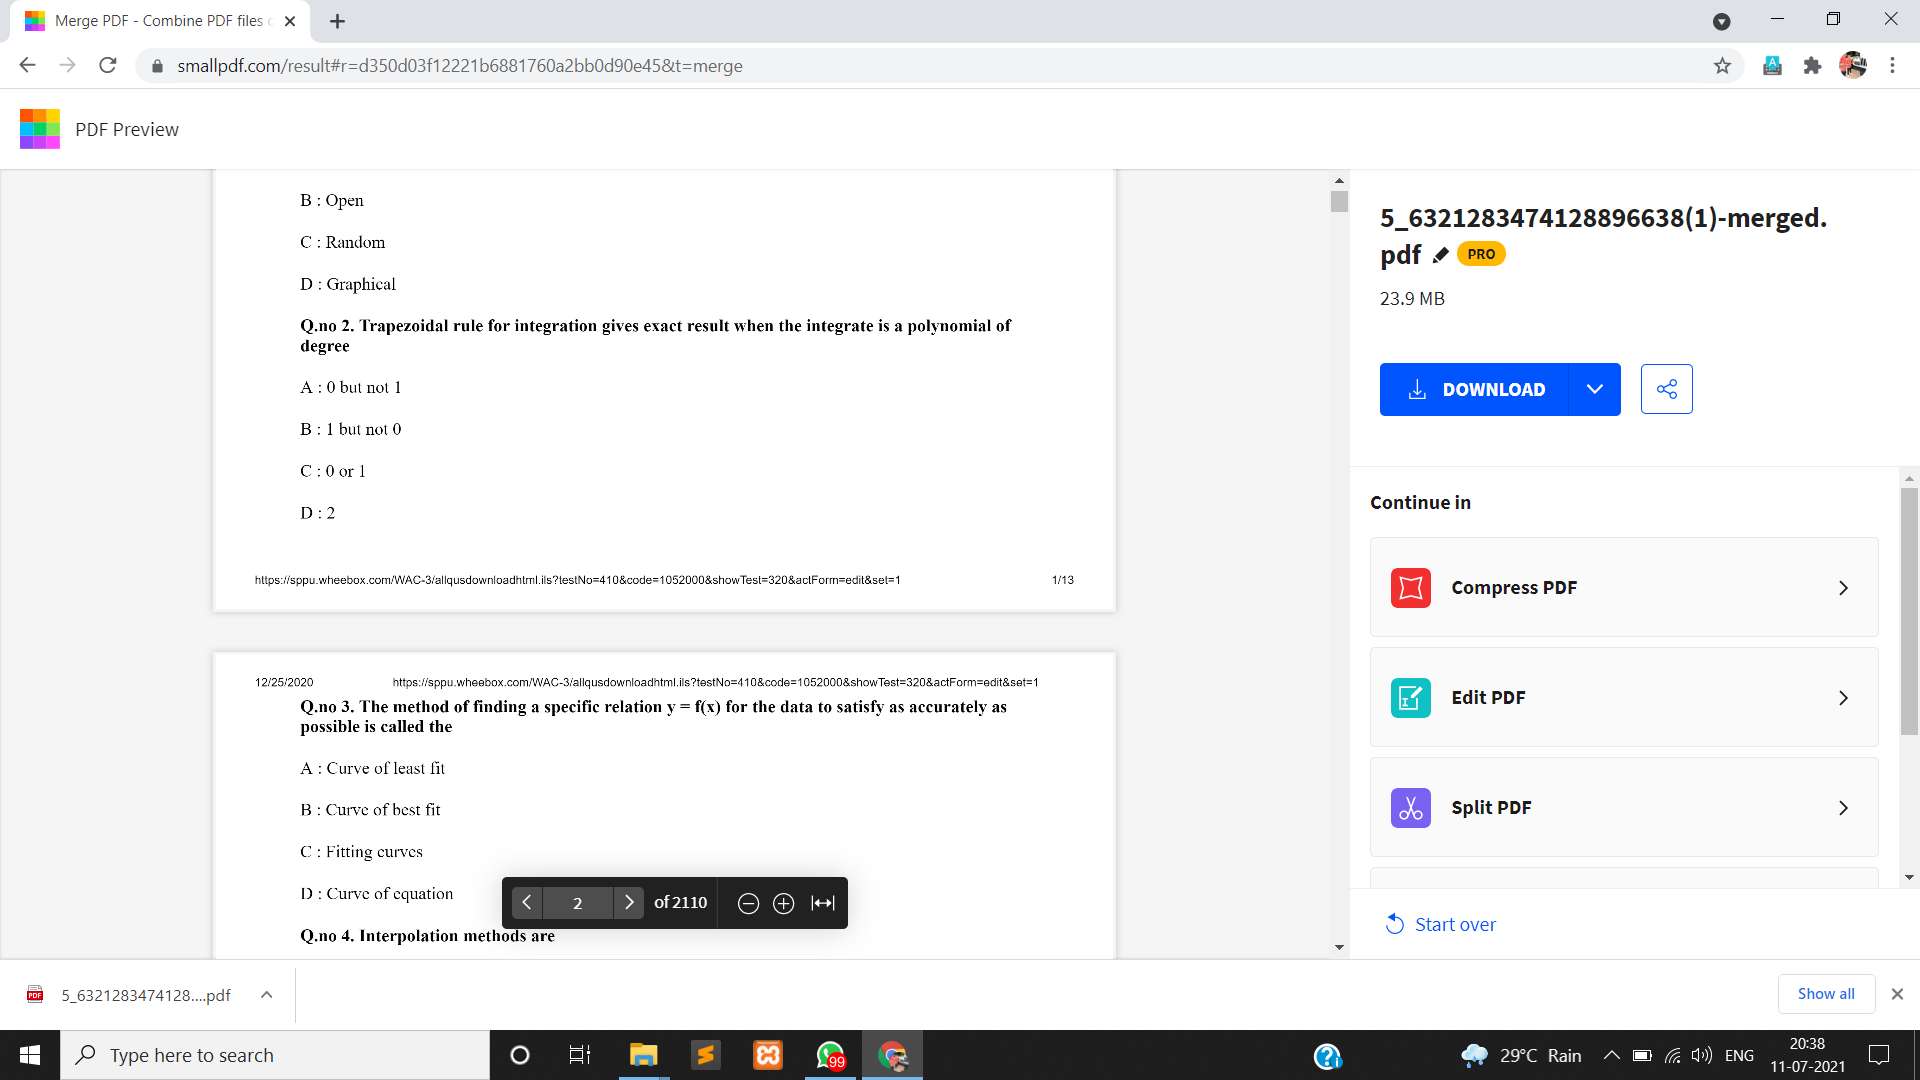 Merge PDF - Combine PDF files
smallpdf.com/result#r=d350d03f12221b6881760a2bb0d90e45&t=merge
PDF Preview
B : Open
C : Random
D : Graphical
Q.no 2. Trapezoidal rule for integration gives exact result when the integrate is a polynomial of
degree
A : 0 but not 1
B : 1 but not 0
C : 0 or 1
D : 2
https://sppu.wheebox.com/WAC-3/allqusdownloadhtml.ils?testNo=410&code=1052000&showTest=320&actForm=edit&set=1 1/13
12/25/2020 https://sppu.wheebox.com/WAC-3/allqusdownloadhtml.ils?testNo=410&code=1052000&showTest=320&actForm=edit&set=1
Q.no 3. The method of finding a specific relation y = f(x) for the data to satisfy as accurately as
possible is called the
A : Curve of least fit
B : Curve of best fit
C : Fitting curves
D : Curve of equation
Q.no 4. Interpolation methods are
2 of 2110
5_6321283474128896638(1)-merged.
pdf PRO
23.9 MB
DOWNLOAD
Continue in
Compress PDF
Edit PDF
Split PDF
Start over
PDF 5_6321283474128....pdf
Show all
Type here to search
99
29°C Rain
ENG
20:38
11-07-2021